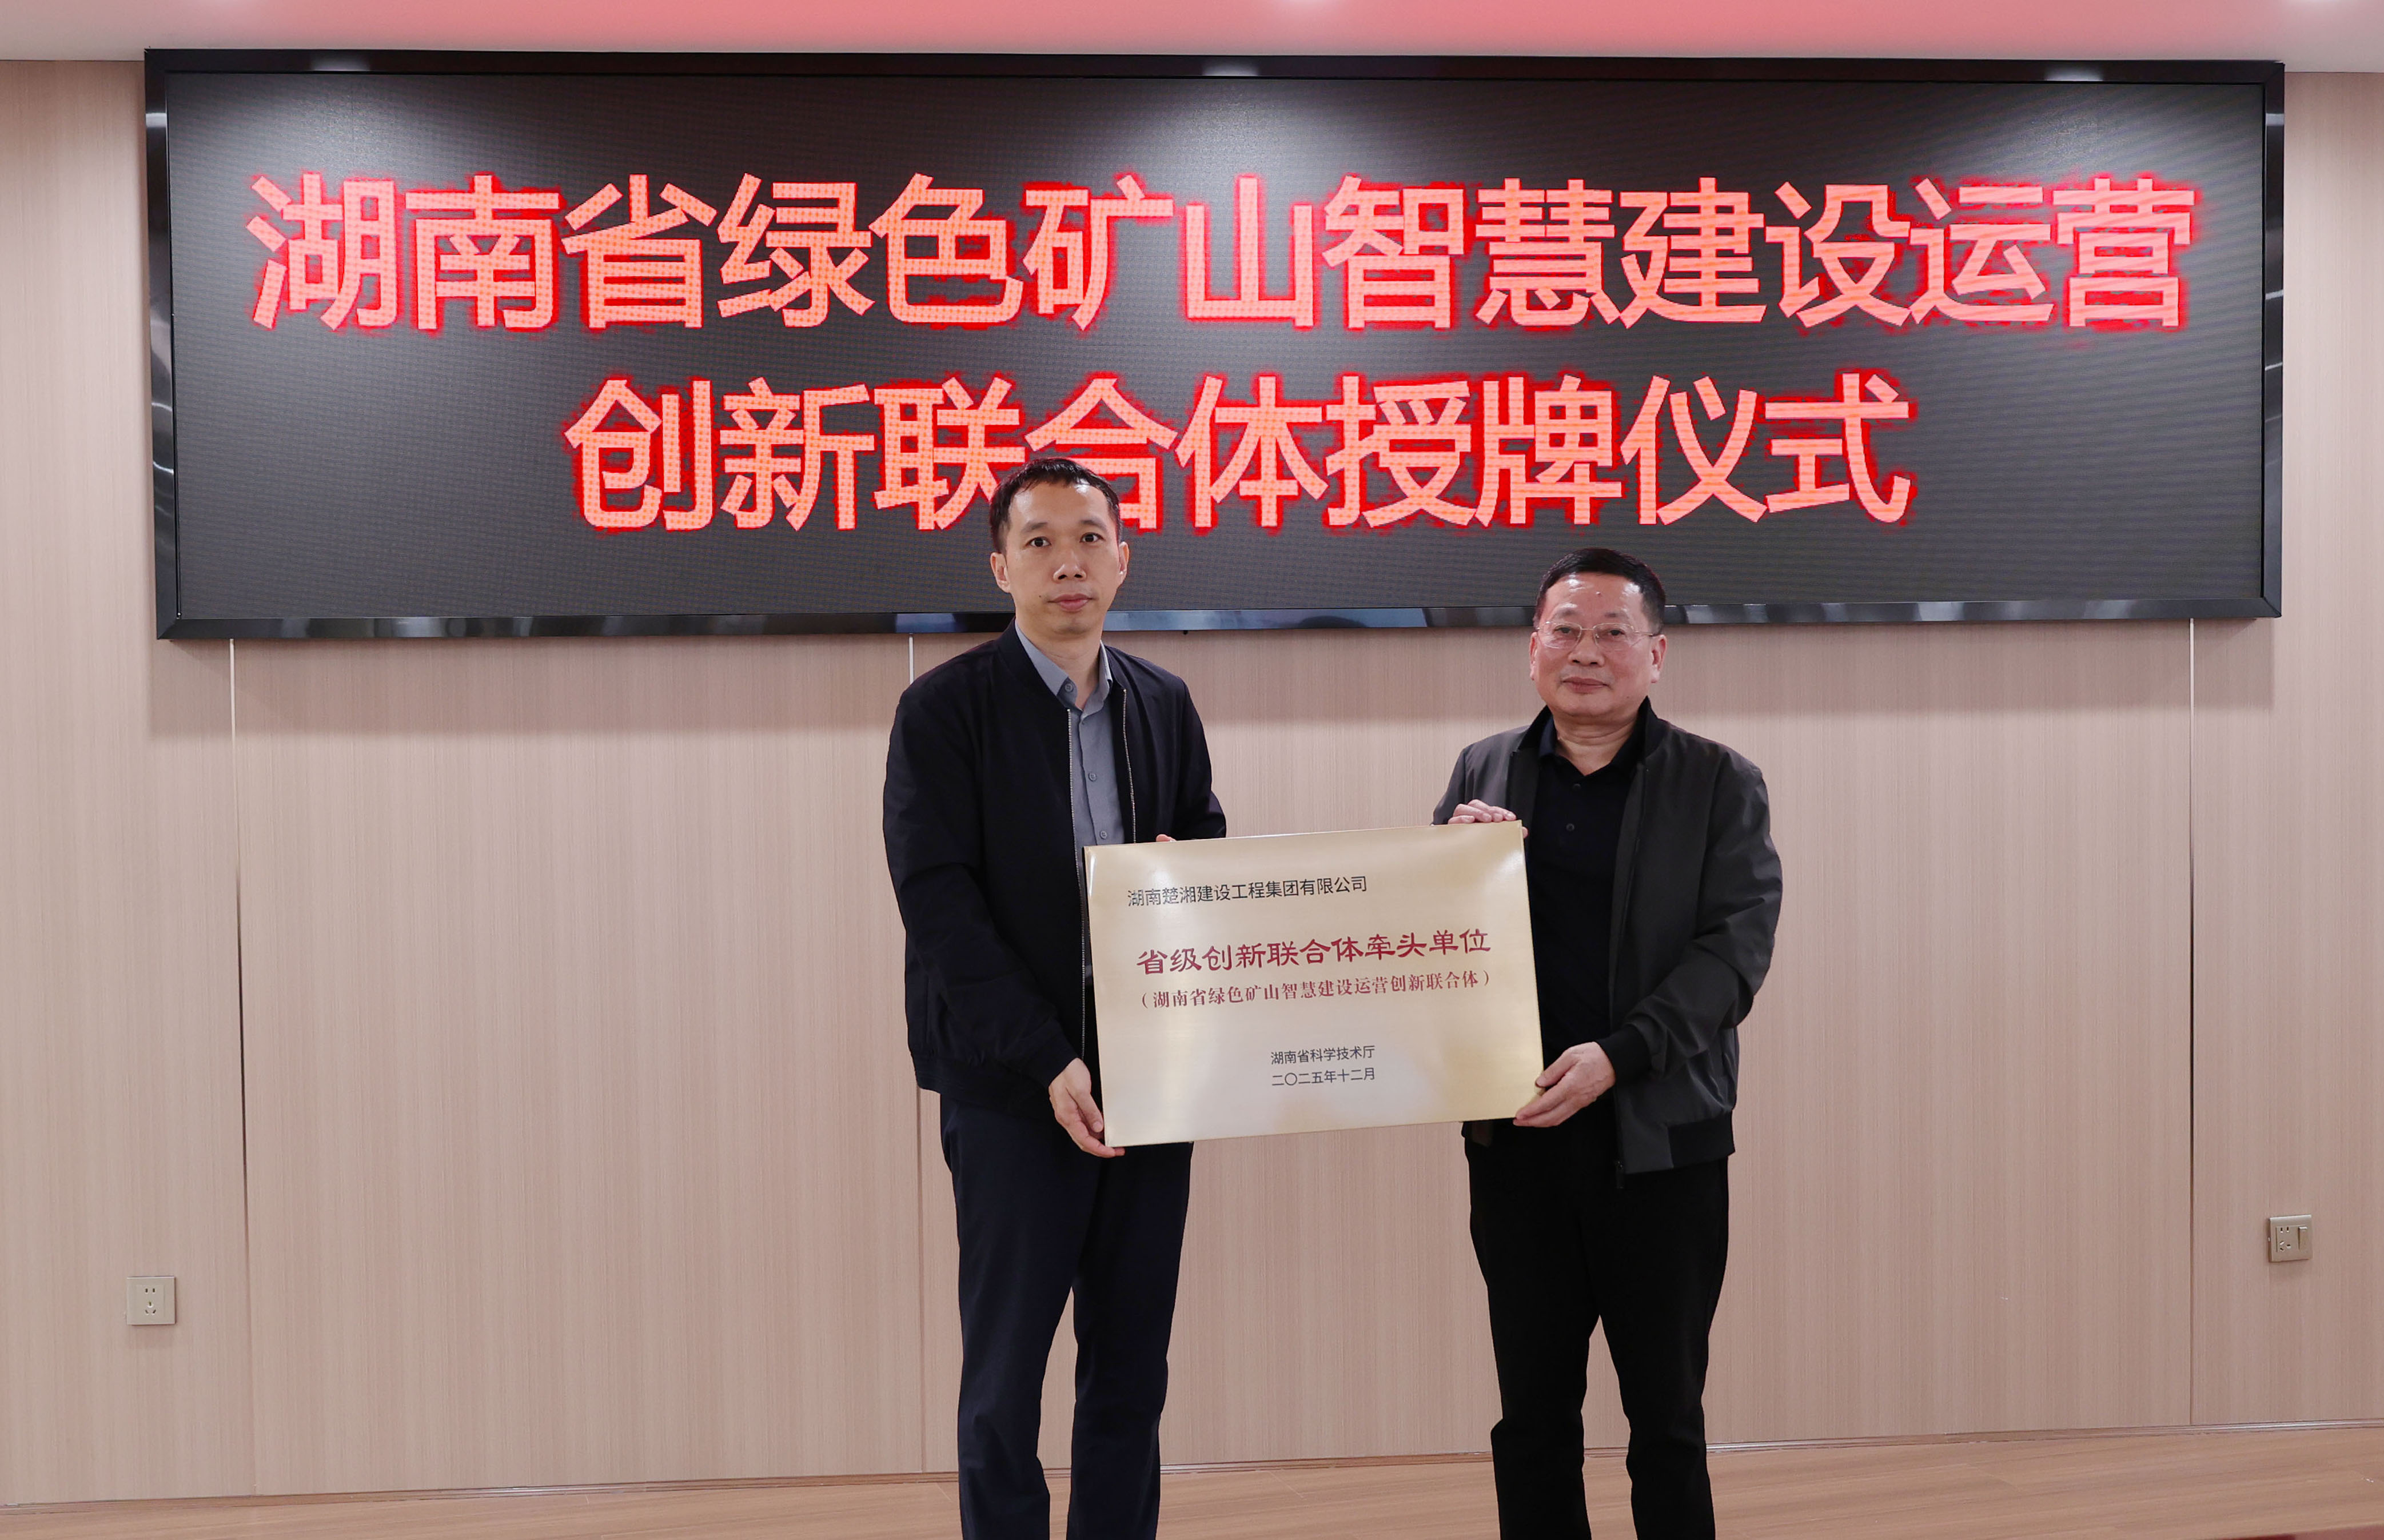 湖南省绿色矿山智慧建设运营
创新联合体授牌仪式
湖南楚湘建设工程集团有限公司
省级创新联合体牵头单位
（湖南省绿色矿山智慧建设运营创新联合体）
湖南省科学技术厅
二〇二五年十二月